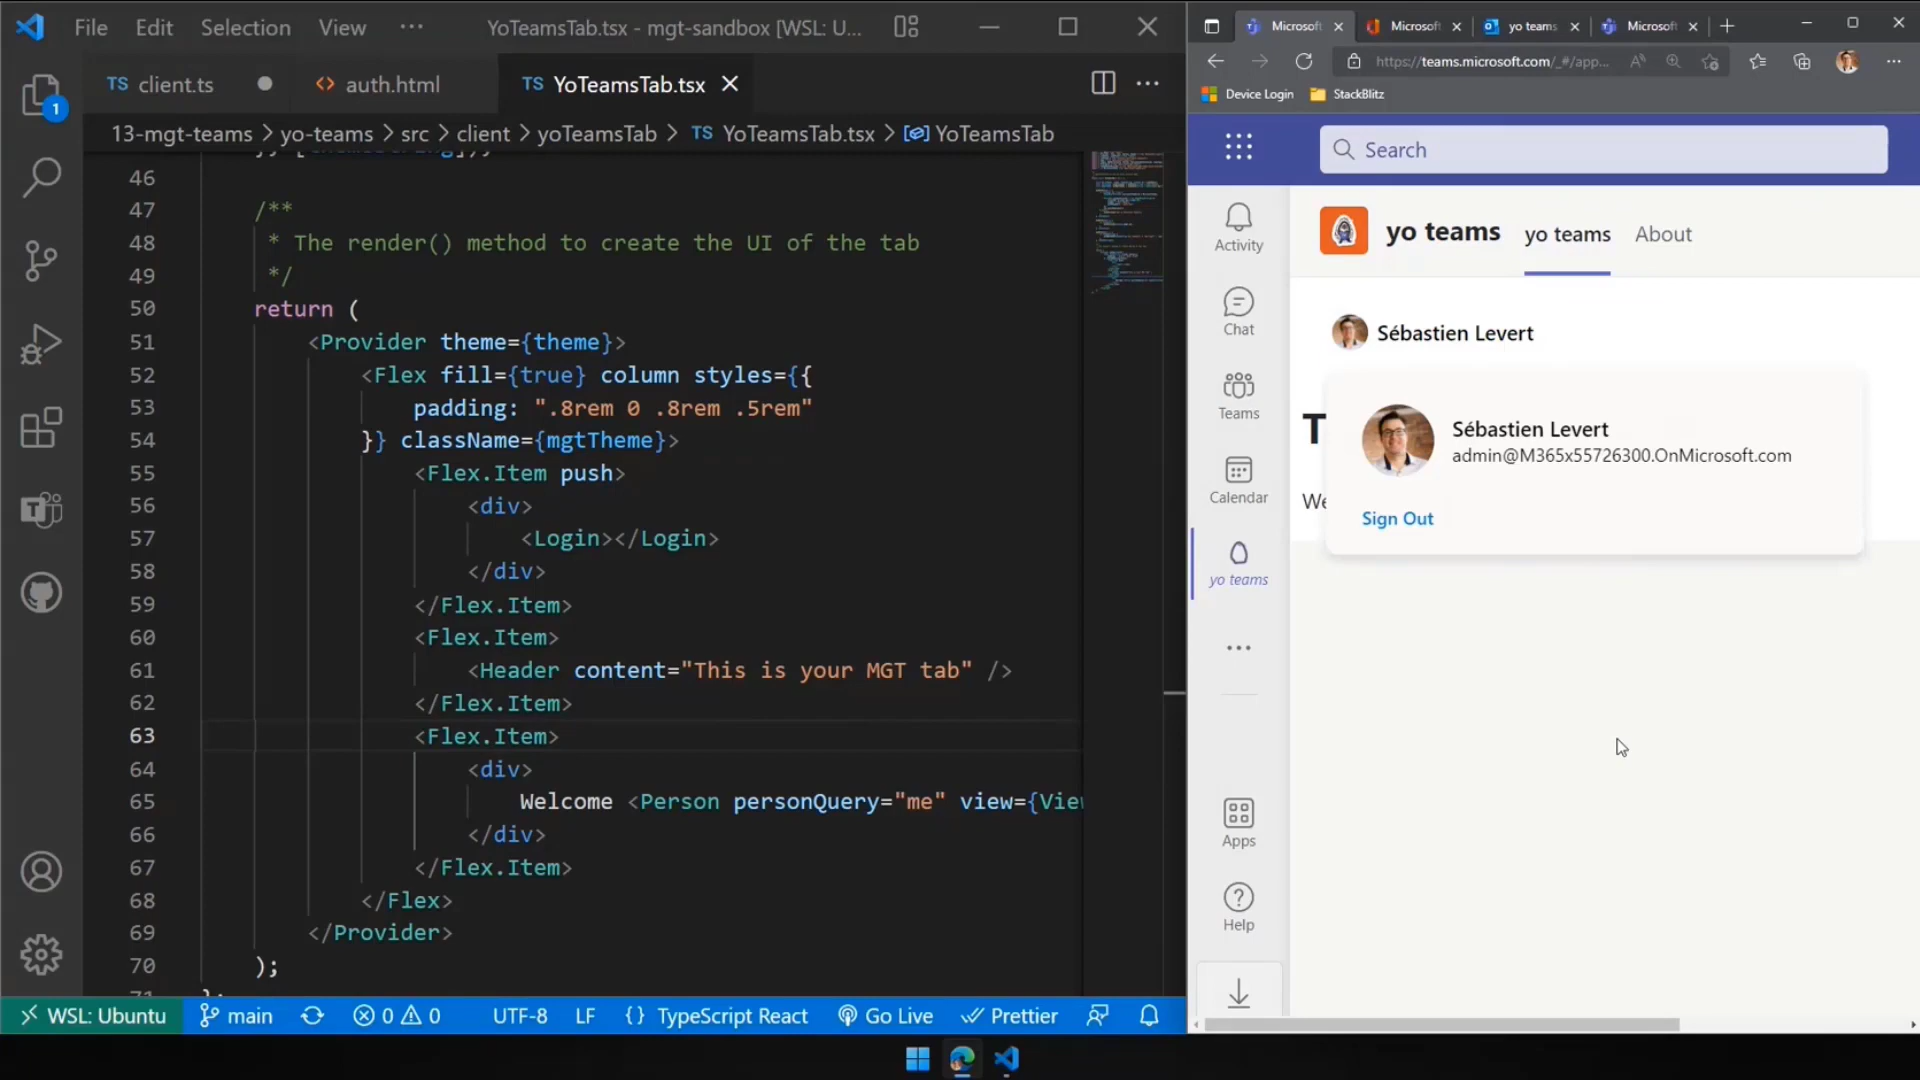 File Edit Selection View ··· YoTeamsTab.tsx - mgt-sandbox [WSL: U...
TS client.ts <> auth.html TS YoTeamsTab.tsx
13-mgt-teams > yo-teams > src > client > yoTeamsTab > TS YoTeamsTab.tsx > YoTeamsTab
1
46
47 /**
48 * The render() method to create the UI of the tab
49 */
50 return (
51 <Provider theme={theme}>
52 <Flex fill={true} column styles={{
53 padding: ".8rem 0 .8rem .5rem"
54 }} className={mgtTheme}>
55 <Flex.Item push>
56 <div>
57 <Login></Login>
58 </div>
59 </Flex.Item>
60 <Flex.Item>
61 <Header content="This is your MGT tab" />
62 </Flex.Item>
63 <Flex.Item>
64 <div>
65 Welcome <Person personQuery="me" view={View
66 </div>
67 </Flex.Item>
68 </Flex>
69 </Provider>
70 );
WSL: Ubuntu main 0 0 UTF-8 LF {} TypeScript React Go Live Prettier
Microsoft Microsoft yo teams Microsoft
https://teams.microsoft.com/_#/app...
Device Login StackBlitz
Search
Activity
Chat
Teams
Calendar
yo teams
Apps
Help
yo teams yo teams About
Sébastien Levert
T
Sébastien Levert
admin@M365x55726300.OnMicrosoft.com
We
Sign Out